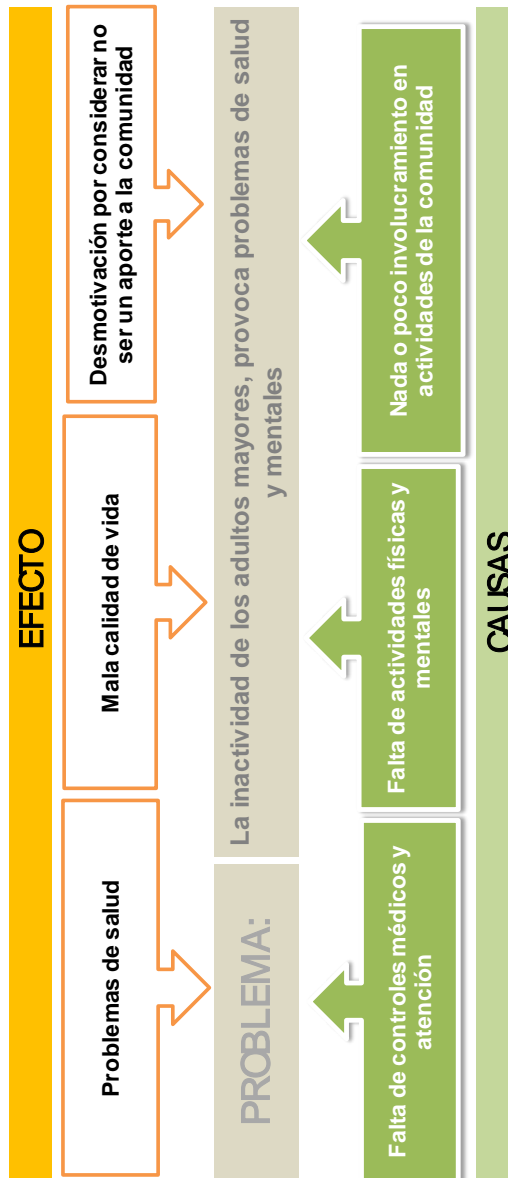 EFECTO
Problemas de salud
Mala calidad de vida
Desmotivación por considerar no
ser un aporte a la comunidad
PROBLEMA:
La inactividad de los adultos mayores, provoca problemas de salud
y mentales
Falta de controles médicos y
atención
Falta de actividades físicas y
mentales
Nada o poco involucramiento en
actividades de la comunidad
CAUSAS